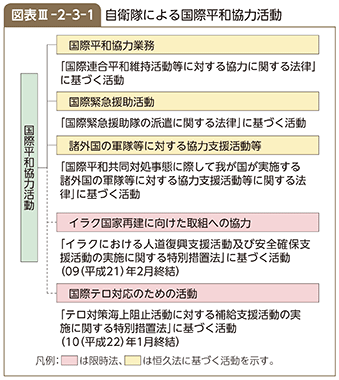 図表Ⅲ-2-3-1 自衛隊による国際平和協力活動
国際平和協力活動
国際平和協力業務
「国際連合平和維持活動等に対する協力に関する法律」
に基づく活動
国際緊急援助活動
「国際緊急援助隊の派遣に関する法律」に基づく活動
諸外国の軍隊等に対する協力支援活動等
「国際平和共同対処事態に際して我が国が実施する
諸外国の軍隊等に対する協力支援活動等に関する法
律」に基づく活動
イラク国家再建に向けた取組への協力
「イラクにおける人道復興支援活動及び安全確保支
援活動の実施に関する特別措置法」に基づく活動
(09(平成21)年2月終結)
国際テロ対応のための活動
「テロ対策海上阻止活動に対する補給支援活動の実
施に関する特別措置法」に基づく活動
(10(平成22)年1月終結)
凡例:は限時法、は恒久法に基づく活動を示す。